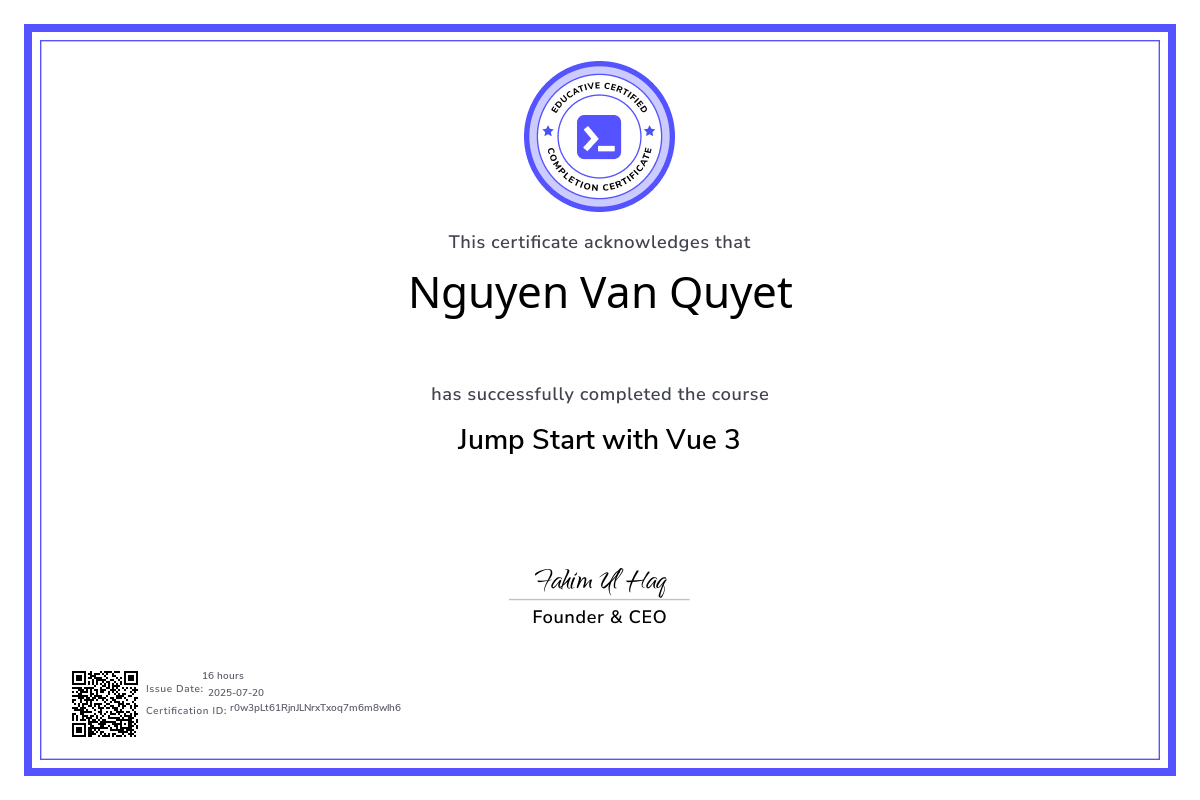 EDUCATIVE CERTIFIED
COMPLETION CERTIFICATE
This certificate acknowledges that
Nguyen Van Quyet
has successfully completed the course
Jump Start with Vue 3
Fahim Ul Haq
Founder & CEO
16 hours
Issue Date: 2025-07-20
Certification ID: r0w3pLt61RjnJLNrxTxoq7m6m8wlh6